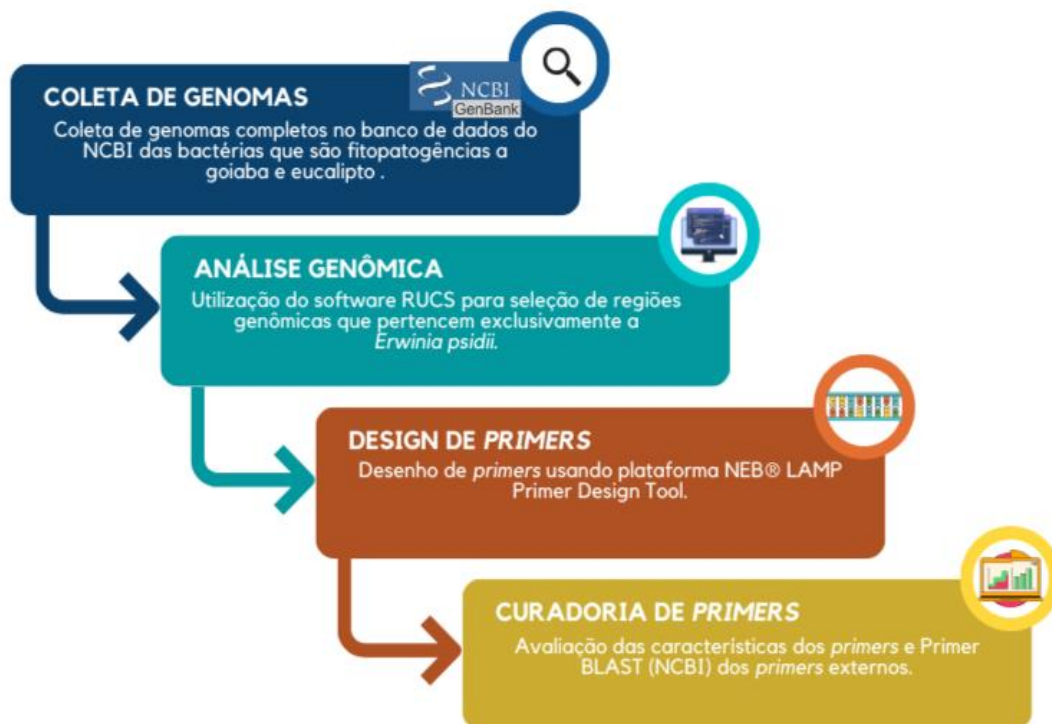 NCBI
GenBank
COLETA DE GENOMAS
Coleta de genomas completos no banco de dados do
NCBI das bactérias que são fitopatogências a
goiaba e eucalipto .
ANÁLISE GENÔMICA
Utilização do software RUCS para seleção de regiões
genômicas que pertencem exclusivamente a
Erwinia psidii.
DESIGN DE PRIMERS
Desenho de primers usando plataforma NEB® LAMP
Primer Design Tool.
CURADORIA DE PRIMERS
Avaliação das características dos primers e Primer
BLAST (NCBI) dos primers externos.